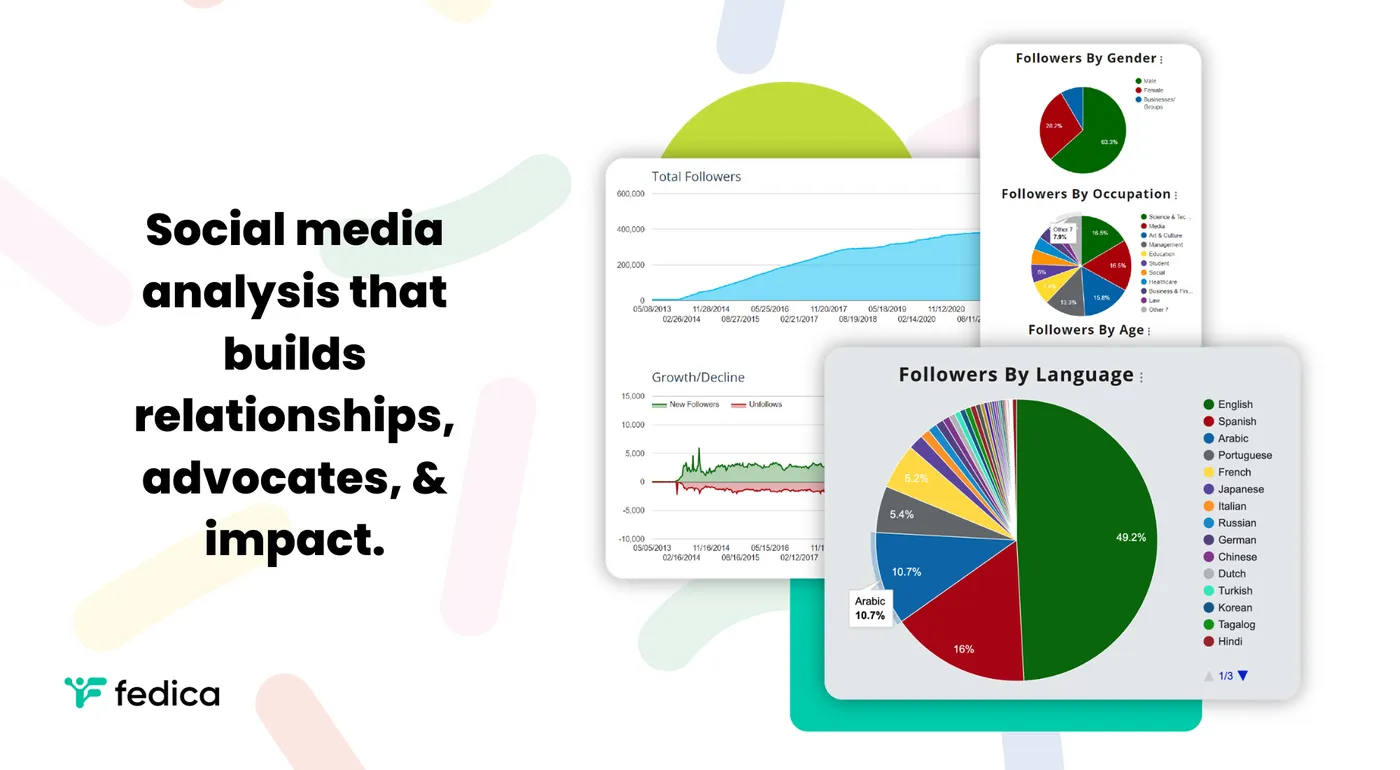 Social media
analysis that
builds
relationships,
advocates, &
impact.
fedica
Total Followers
600,000
400,000
200,000
0
05/08/2013 11/28/2014 05/25/2016 11/20/2017 05/18/2019 11/12/2020
02/26/2014 08/27/2015 02/21/2017 08/19/2018 02/14/2020 08/11/2
Growth/Decline
New Followers Unfollows
15,000
10,000
5,000
0
-5,000
-10,000
05/05/2013 11/16/2014 05/15/2016 11/1
02/16/2014 08/16/2015 02/12/2017
Followers By Gender
Male
Female
Businesses/
Groups
28.2%
63.3%
Followers By Occupation
Other 7
7.9%
16.5%
16.5%
15.8%
13.3%
6%
Science & Tec...
Media
Art & Culture
Management
Education
Student
Social
Healthcare
Business & Fin...
Law
Other 7
Followers By Age
Followers By Language
49.2%
16%
10.7%
5.4%
5.2%
Arabic
10.7%
English
Spanish
Arabic
Portuguese
French
Japanese
Italian
Russian
German
Chinese
Dutch
Turkish
Korean
Tagalog
Hindi
1/3